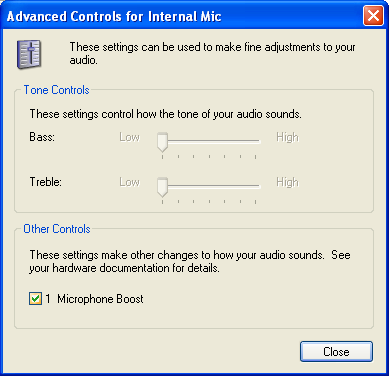 Advanced Controls for Internal Mic
These settings can be used to make fine adjustments to your
audio.
Tone Controls
These settings control how the tone of your audio sounds.
Bass: Low High
Treble: Low High
Other Controls
These settings make other changes to how your audio sounds. See
your hardware documentation for details.
1 Microphone Boost
Close